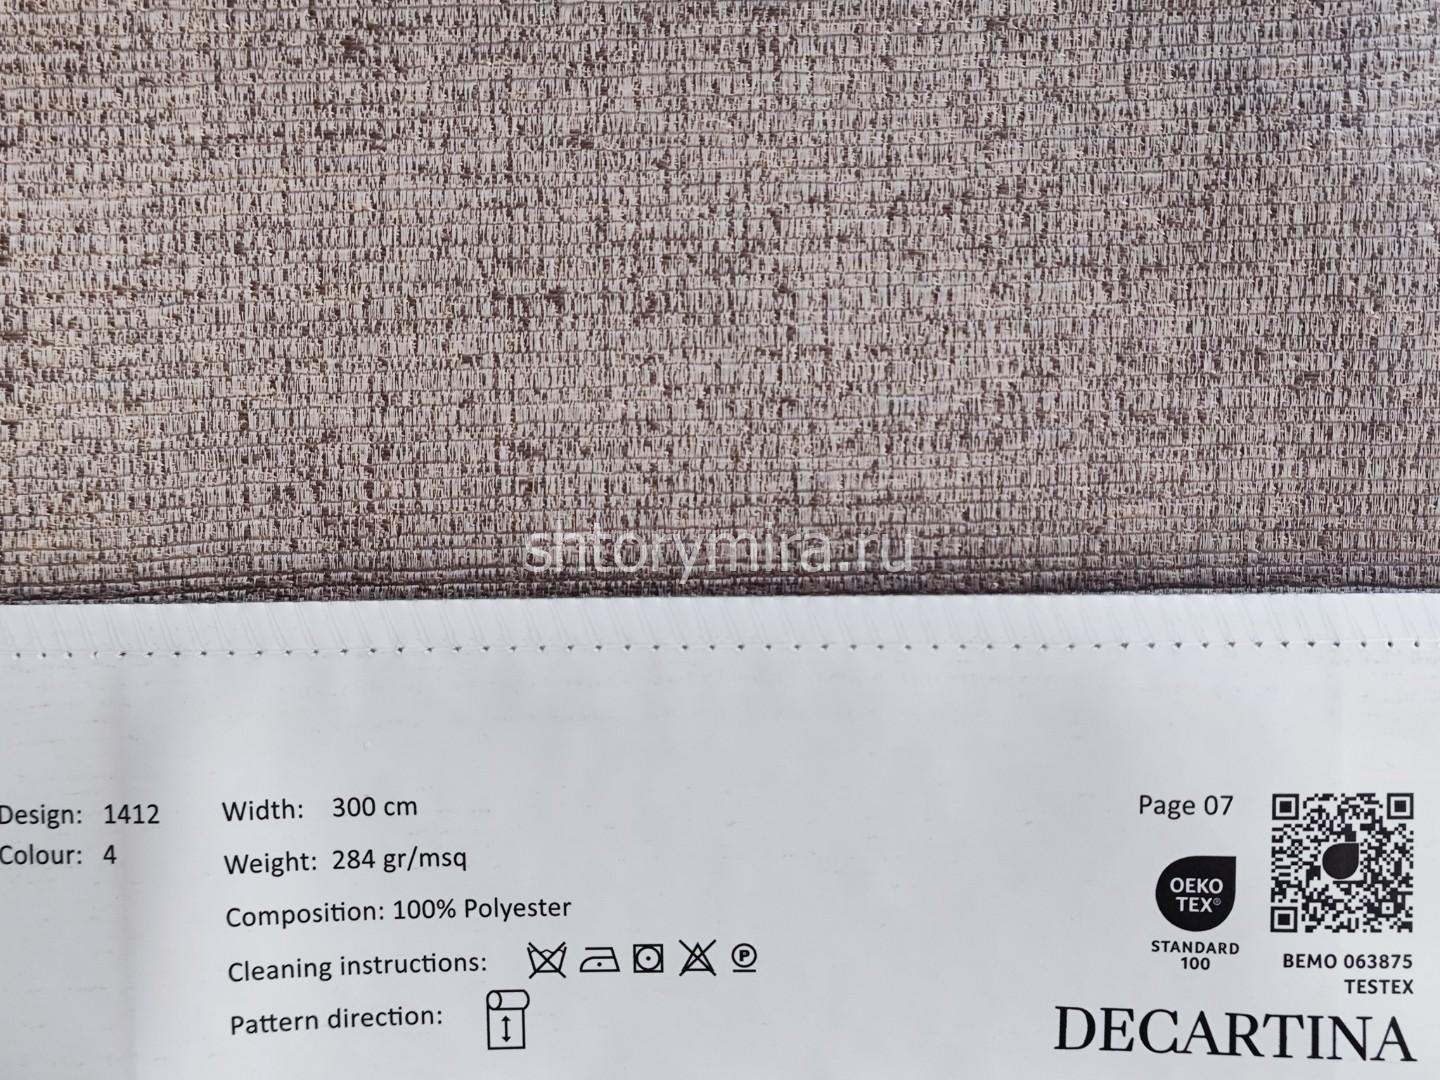 shtorymira.ru
Design: 1412
Colour: 4
Width: 300 cm
Weight: 284 gr/msq
Composition: 100% Polyester
Cleaning instructions: P
Pattern direction:
Page 07
OEKO
TEX®
STANDARD
100
BEMO 063875
TESTEX
DECARTINA